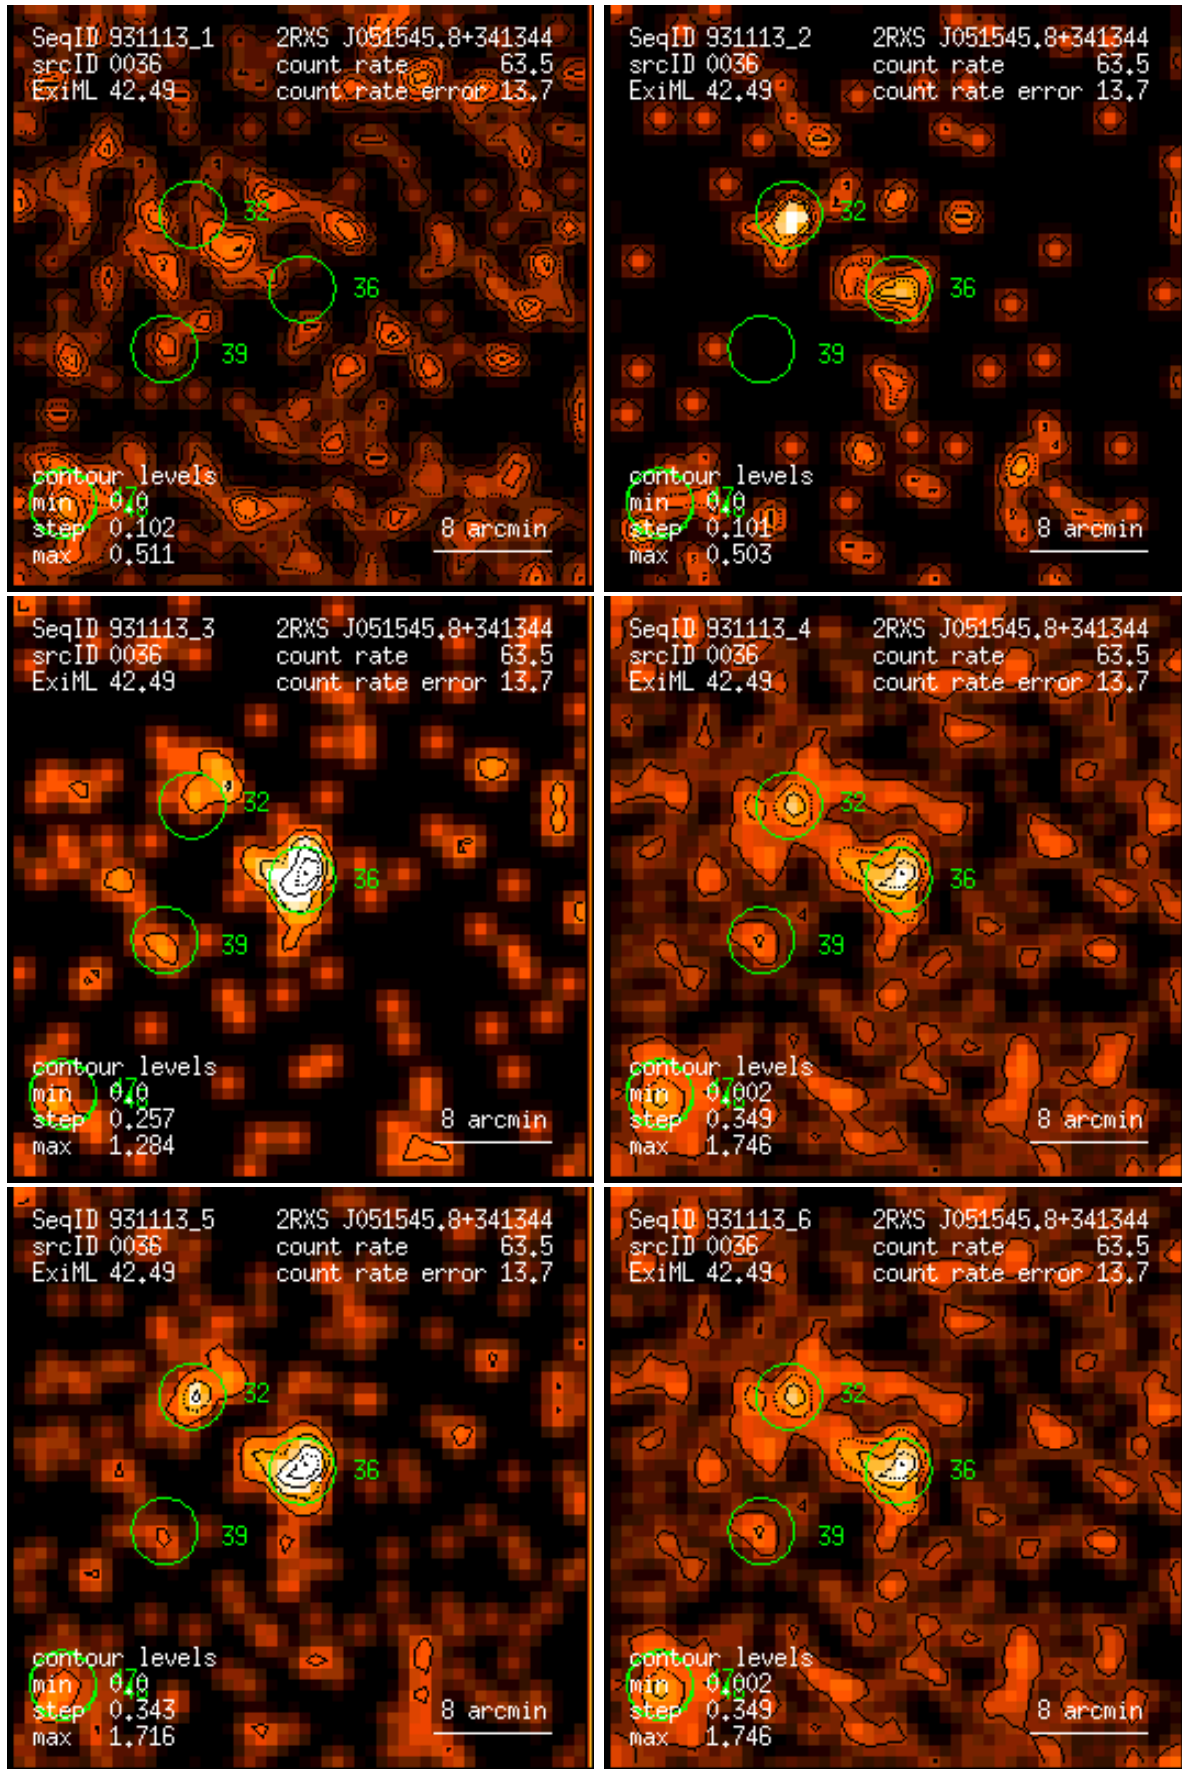 SeqID 931113_1 2RXS J051545.8+341344
srcID 0036 count rate 63.5
ExiML 42.49 count rate error 13.7
32
36
39
contour levels
min 0.0
step 0.102
max 0.511
8 arcmin
SeqID 931113_2 2RXS J051545.8+341344
srcID 0036 count rate 63.5
ExiML 42.49 count rate error 13.7
32
36
39
contour levels
min 0.0
step 0.101
max 0.503
8 arcmin
SeqID 931113_3 2RXS J051545.8+341344
srcID 0036 count rate 63.5
ExiML 42.49 count rate error 13.7
32
36
39
contour levels
min 0.0
step 0.257
max 1.284
8 arcmin
SeqID 931113_4 2RXS J051545.8+341344
srcID 0036 count rate 63.5
ExiML 42.49 count rate error 13.7
32
36
39
contour levels
min 0.002
step 0.349
max 1.746
8 arcmin
SeqID 931113_5 2RXS J051545.8+341344
srcID 0036 count rate 63.5
ExiML 42.49 count rate error 13.7
32
36
39
contour levels
min 0.0
step 0.343
max 1.716
8 arcmin
SeqID 931113_6 2RXS J051545.8+341344
srcID 0036 count rate 63.5
ExiML 42.49 count rate error 13.7
32
36
39
contour levels
min 0.002
step 0.349
max 1.746
8 arcmin